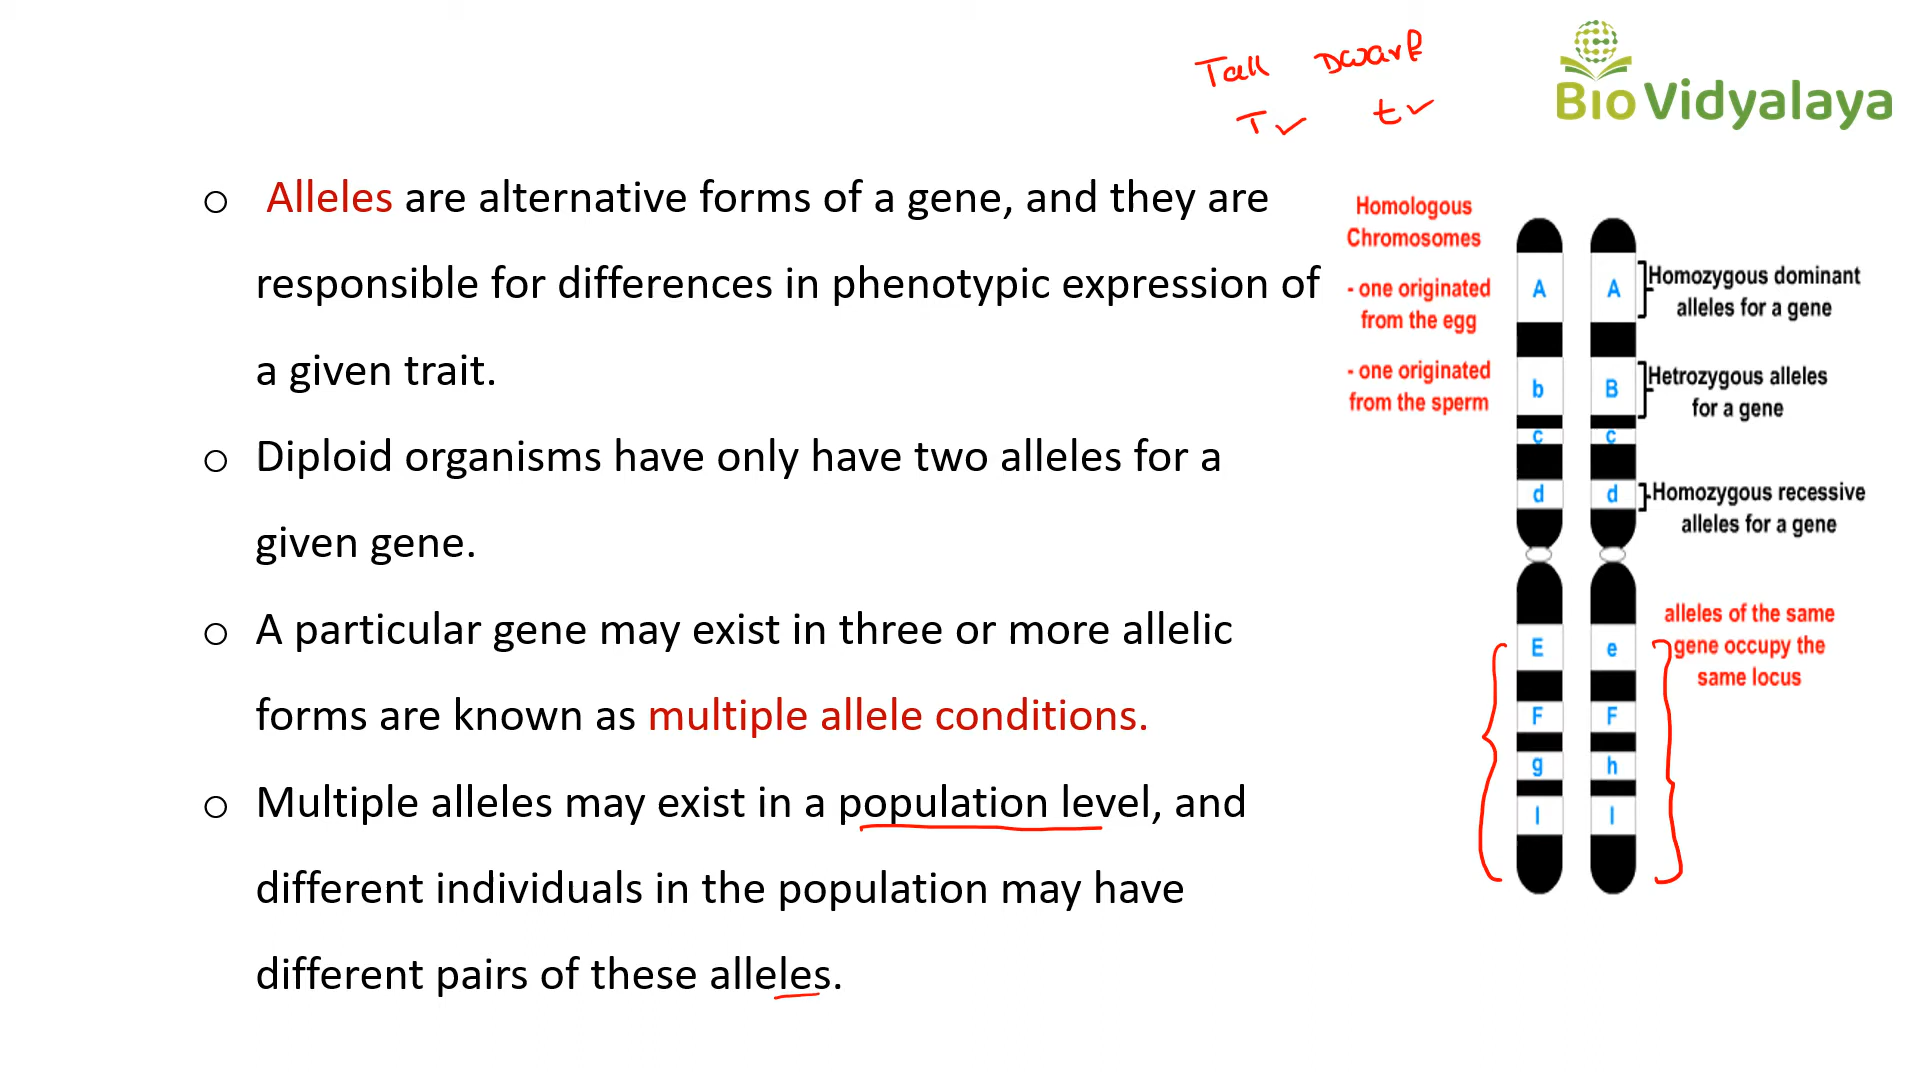 Tall Dwarf
T t
Bio Vidyalaya
Alleles are alternative forms of a gene, and they are
responsible for differences in phenotypic expression of
a given trait.
Diploid organisms have only have two alleles for a
given gene.
A particular gene may exist in three or more allelic
forms are known as multiple allele conditions.
Multiple alleles may exist in a population level, and
different individuals in the population may have
different pairs of these alleles.
Homologous
Chromosomes
- one originated
from the egg
- one originated
from the sperm
A A
b B
c c
d d
E e
F F
g h
I I
Homozygous dominant
alleles for a gene
Hetrozygous alleles
for a gene
Homozygous recessive
alleles for a gene
alleles of the same
gene occupy the
same locus